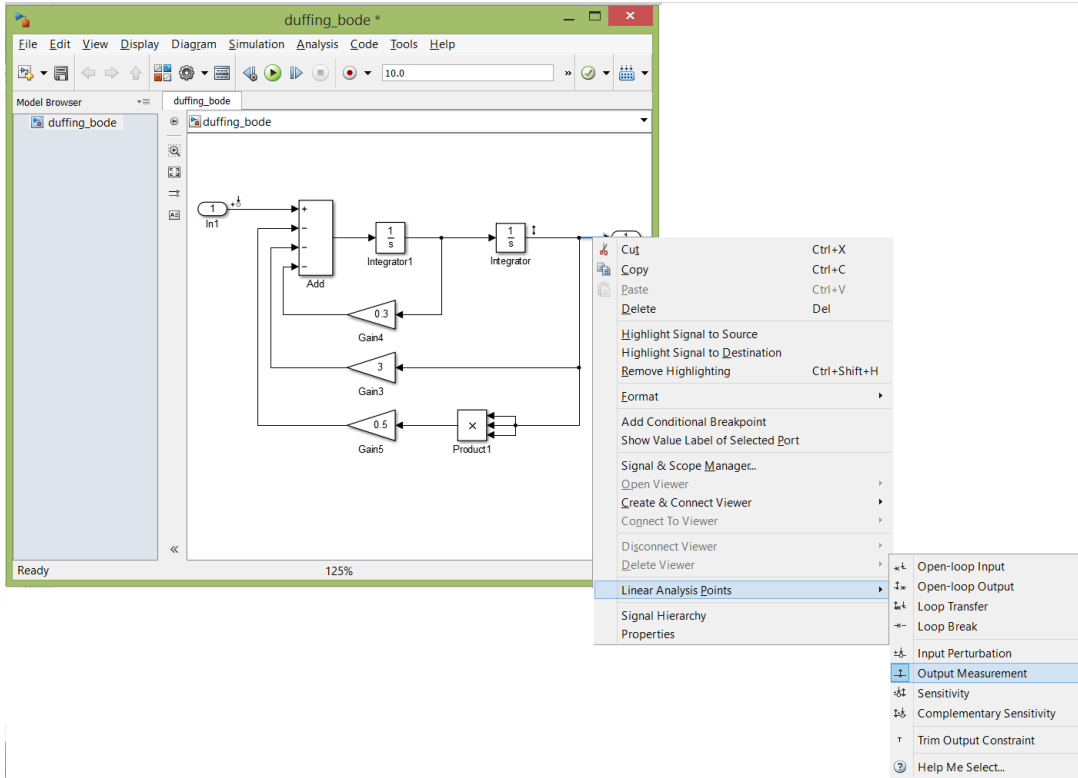 duffing_bode *
File Edit View Display Diagram Simulation Analysis Code Tools Help
10.0
»
Model Browser
duffing_bode
duffing_bode
duffing_bode
1
In1
+
−
−
−
Add
1
s
Integrator1
1
s
Integrator
1
0.3
Gain4
3
Gain3
0.5
Gain5
×
Product1
«
Ready 125%
Cut Ctrl+X
Copy Ctrl+C
Paste Ctrl+V
Delete Del
Highlight Signal to Source
Highlight Signal to Destination
Remove Highlighting Ctrl+Shift+H
Format
Add Conditional Breakpoint
Show Value Label of Selected Port
Signal & Scope Manager...
Open Viewer
Create & Connect Viewer
Connect To Viewer
Disconnect Viewer
Delete Viewer
Linear Analysis Points
Signal Hierarchy
Properties
Open-loop Input
Open-loop Output
Loop Transfer
Loop Break
Input Perturbation
Output Measurement
Sensitivity
Complementary Sensitivity
T Trim Output Constraint
? Help Me Select...